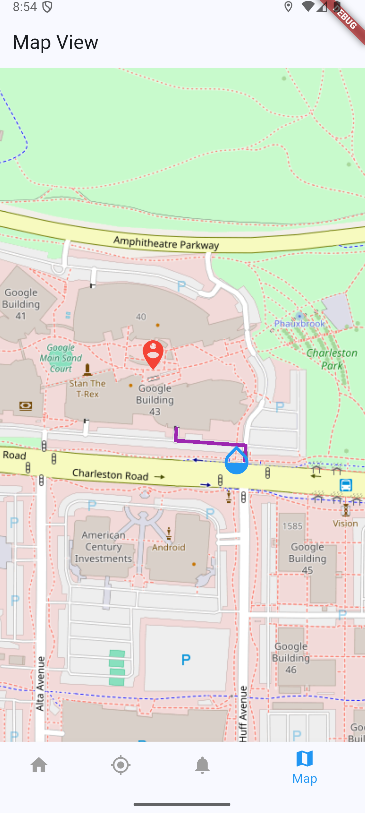 8:54
DEBUG
Map View
Amphitheatre Parkway
Google
Building
41
40
P
Phauxbrook
Google
Main Sand
Court
Charleston
Park
Stan The
T-Rex
Google
Building
43
P
Road
Charleston Road
P
P
Vision
1585
American
Century
Investments
Android
Google
Building
45
P
P
P
Google
Building
46
Alta Avenue
Huff Avenue
P
Map